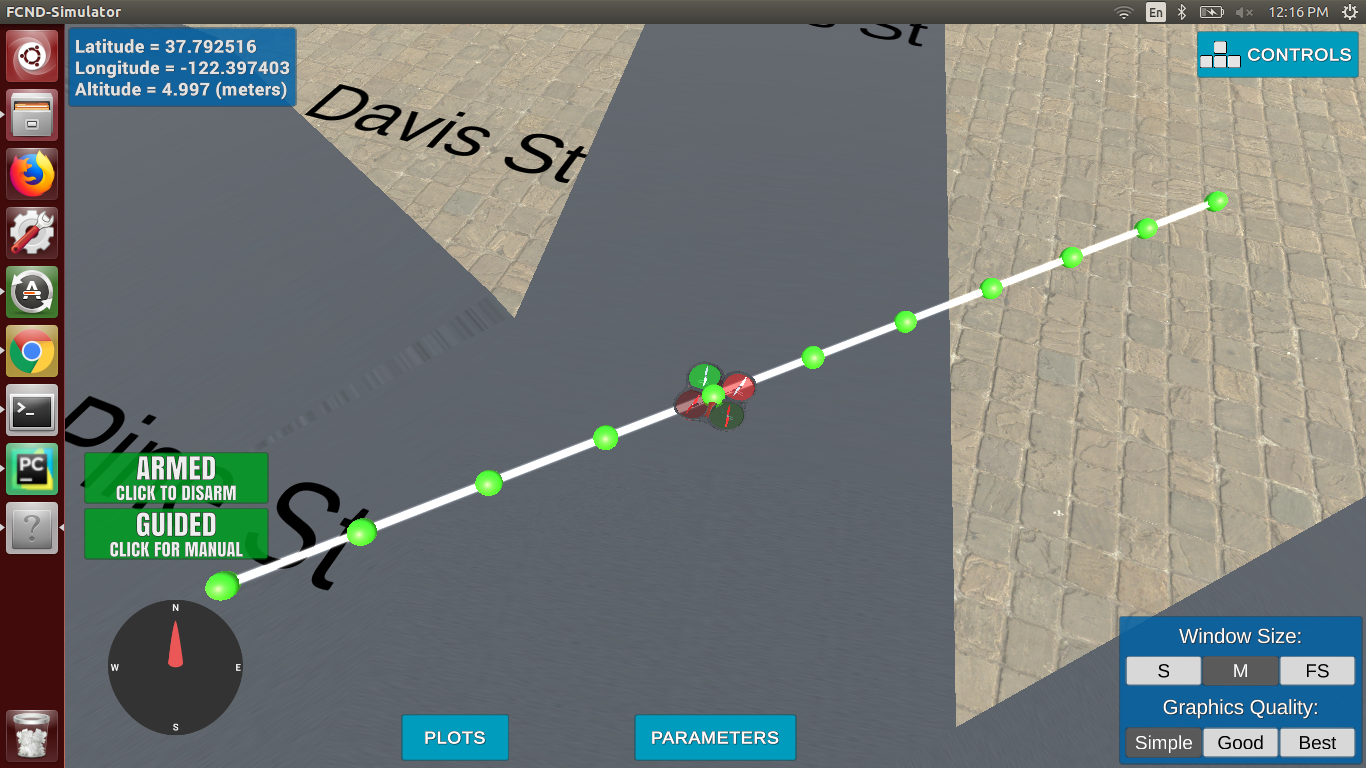 FCND-Simulator
En
12:16 PM
Latitude = 37.792516
Longitude = -122.397403
Altitude = 4.997 (meters)
CONTROLS
St
Davis St
St
ARMED
CLICK TO DISARM
GUIDED
CLICK FOR MANUAL
N
W
E
S
PC
?
PLOTS
PARAMETERS
Window Size:
S
M
FS
Graphics Quality:
Simple
Good
Best